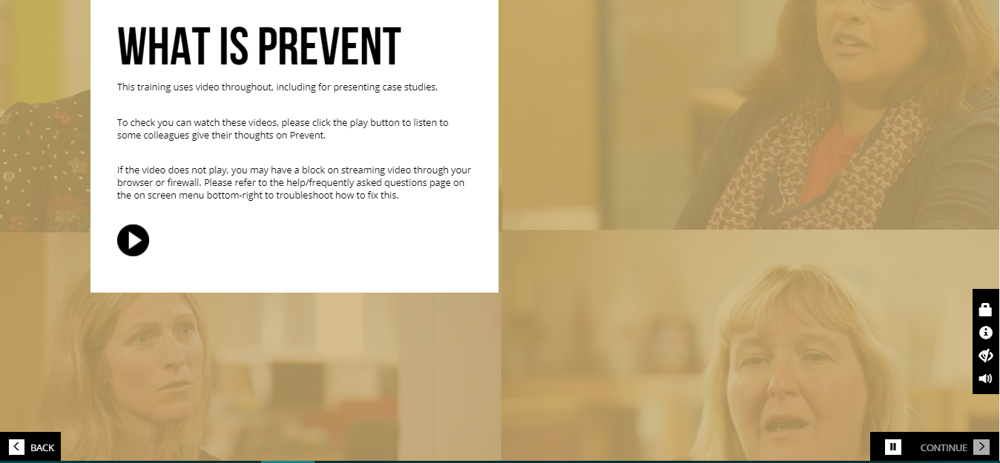 WHAT IS PREVENT
This training uses video throughout, including for presenting case studies.
To check you can watch these videos, please click the play button to listen to
some colleagues give their thoughts on Prevent.
If the video does not play, you may have a block on streaming video through your
browser or firewall. Please refer to the help/frequently asked questions page on
the on screen menu bottom-right to troubleshoot how to fix this.
BACK
CONTINUE